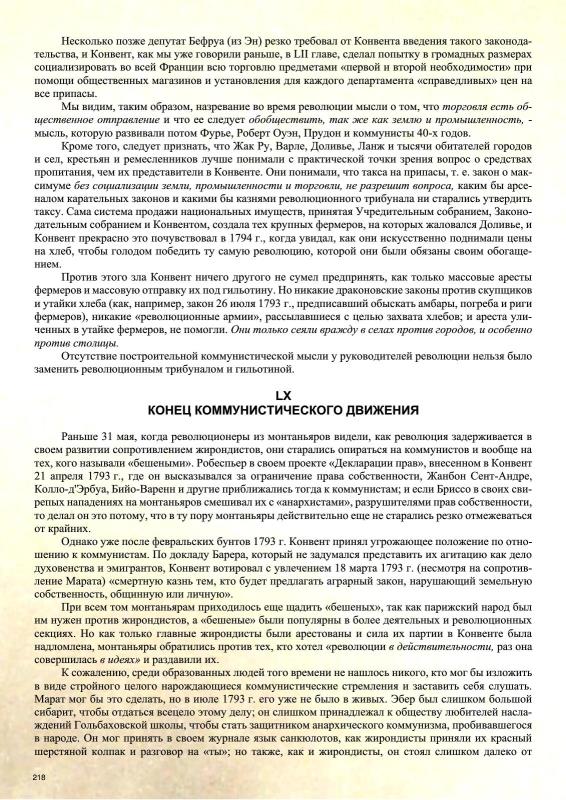 Несколько позже депутат Бефруа (из Эн) резко требовал от Конвента введения такого законода-
тельства, и Конвент, как мы уже говорили раньше, в LII главе, сделал попытку в громадных размерах
социализировать во всей Франции всю торговлю предметами «первой и второй необходимости» при
помощи общественных магазинов и установления для каждого департамента «справедливых» цен на
все припасы.
Мы видим, таким образом, назревание во время революции мысли о том, что торговля есть об-
щественное отправление и что ее следует обобществить, так же как землю и промышленность, -
мысль, которую развивали потом Фурье, Роберт Оуэн, Прудон и коммунисты 40-х годов.
Кроме того, следует признать, что Жак Ру, Варле, Доливье, Ланж и тысячи обитателей городов
и сел, крестьян и ремесленников лучше понимали с практической точки зрения вопрос о средствах
пропитания, чем их представители в Конвенте. Они понимали, что такса на припасы, т. е. закон о мак-
симуме без социализации земли, промышленности и торговли, не разрешит вопроса, каким бы арсе-
налом карательных законов и какими бы казнями революционного трибунала ни старались утвердить
таксу. Сама система продажи национальных имуществ, принятая Учредительным собранием, Законо-
дательным собранием и Конвентом, создала тех крупных фермеров, на которых жаловался Доливье, и
Конвент прекрасно это почувствовал в 1794 г., когда увидал, как они искусственно поднимали цены
на хлеб, чтобы голодом победить ту самую революцию, которой они были обязаны своим обогаще-
нием.
Против этого зла Конвент ничего другого не сумел предпринять, как только массовые аресты
фермеров и массовую отправку их под гильотину. Но никакие драконовские законы против скупщиков
и утайки хлеба (как, например, закон 26 июля 1793 г., предписавший обыскать амбары, погреба и риги
фермеров), никакие «революционные армии», рассылавшиеся с целью захвата хлебов; и ареста ули-
ченных в утайке фермеров, не помогли. Они только сеяли вражду в селах против городов, и особенно
против столицы.
Отсутствие построительной коммунистической мысли у руководителей революции нельзя было
заменить революционным трибуналом и гильотиной.
LX
КОНЕЦ КОММУНИСТИЧЕСКОГО ДВИЖЕНИЯ
Раньше 31 мая, когда революционеры из монтаньяров видели, как революция задерживается в
своем развитии сопротивлением жирондистов, они старались опираться на коммунистов и вообще на
тех, кого называли «бешеными». Робеспьер в своем проекте «Декларации прав», внесенном в Конвент
21 апреля 1793 г., где он высказывался за ограничение права собственности, Жанбон Сент-Андре,
Колло-д'Эрбуа, Бийо-Варенн и другие приближались тогда к коммунистам; и если Бриссо в своих сви-
репых нападениях на монтаньяров смешивал их с «анархистами», разрушителями прав собственности,
то делал он это потому, что в ту пору монтаньяры действительно еще не старались резко отмежеваться
от крайних.
Однако уже после февральских бунтов 1793 г. Конвент принял угрожающее положение по отно-
шению к коммунистам. По докладу Барера, который не задумался представить их агитацию как дело
духовенства и эмигрантов, Конвент вотировал с увлечением 18 марта 1793 г. (несмотря на сопротив-
ление Марата) «смертную казнь тем, кто будет предлагать аграрный закон, нарушающий земельную
собственность, общинную или личную».
При всем том монтаньярам приходилось еще щадить «бешеных», так как парижский народ был
им нужен против жирондистов, а «бешеные» были популярны в более деятельных и революционных
секциях. Но как только главные жирондисты были арестованы и сила их партии в Конвенте была
надломлена, монтаньяры обратились против тех, кто хотел «революции в действительности, раз она
совершилась в идеях» и раздавили их.
К сожалению, среди образованных людей того времени не нашлось никого, кто мог бы изложить
в виде стройного целого нарождающиеся коммунистические стремления и заставить себя слушать.
Марат мог бы это сделать, но в июле 1793 г. его уже не было в живых. Эбер был слишком большой
сибарит, чтобы отдаться всецело этому делу; он слишком принадлежал к обществу любителей насла-
ждений Гольбаховской школы, чтобы стать защитником анархического коммунизма, пробивавшегося
в народе. Он мог принять в своем журнале язык санкюлотов, как жирондисты приняли их красный
шерстяной колпак и разговор на «ты»; но также, как и жирондисты, он стоял слишком далеко от
218